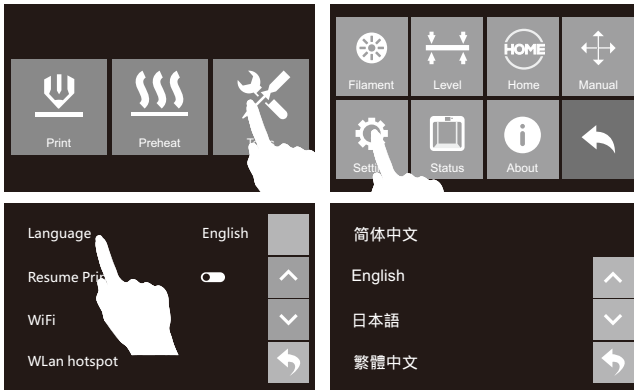 Print
Preheat
Filament
Level
HOME
Home
Manual
Status
About
Language English
Resume
WiFi
WLan hotspot
简体中文
English
日本語
繁體中文